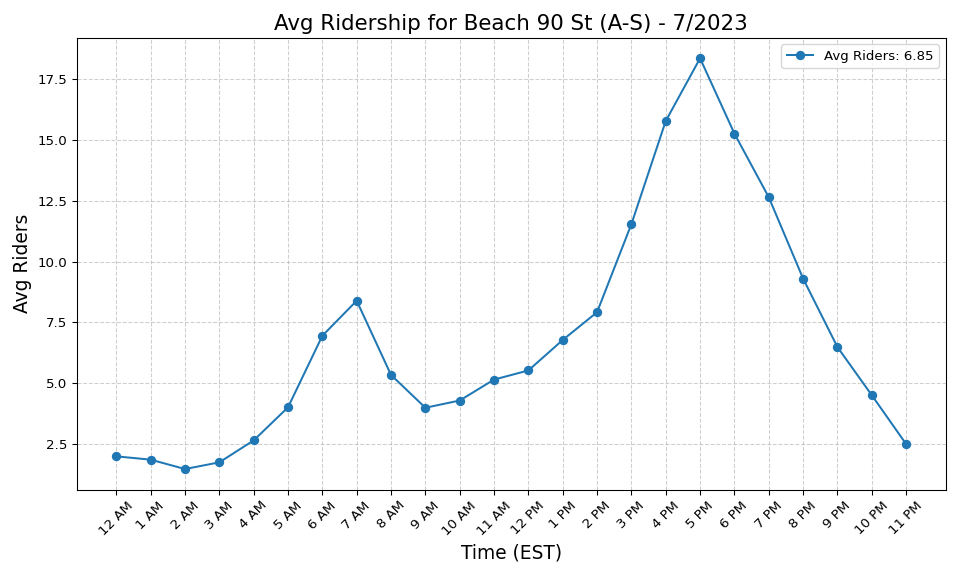 Avg Ridership for Beach 90 St (A-S) - 7/2023
Avg Riders: 6.85
17.5
15.0
12.5
10.0
7.5
5.0
2.5
Avg Riders
12 AM
1 AM
2 AM
3 AM
4 AM
5 AM
6 AM
7 AM
8 AM
9 AM
10 AM
11 AM
12 PM
1 PM
2 PM
3 PM
4 PM
5 PM
6 PM
7 PM
8 PM
9 PM
10 PM
11 PM
Time (EST)